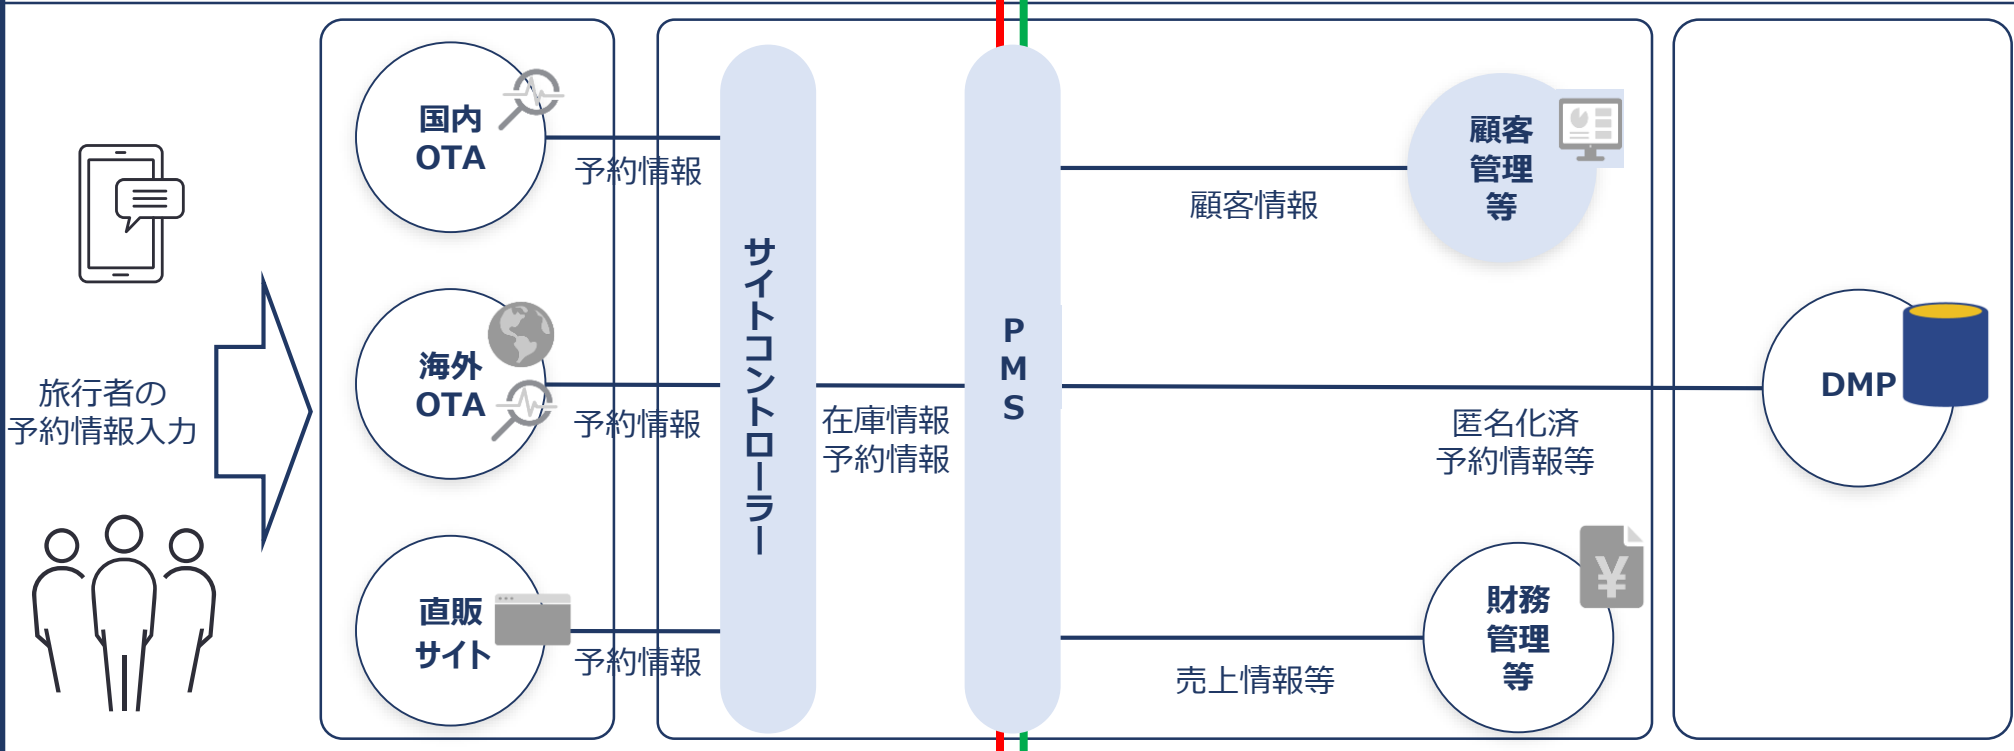 旅行者の
予約情報入力
国内
OTA
予約情報
海外
OTA
予約情報
直販
サイト
予約情報
サイトコントローラー
在庫情報
予約情報
P
M
S
顧客情報
顧客
管理
等
匿名化済
予約情報等
売上情報等
財務
管理
等
¥
DMP